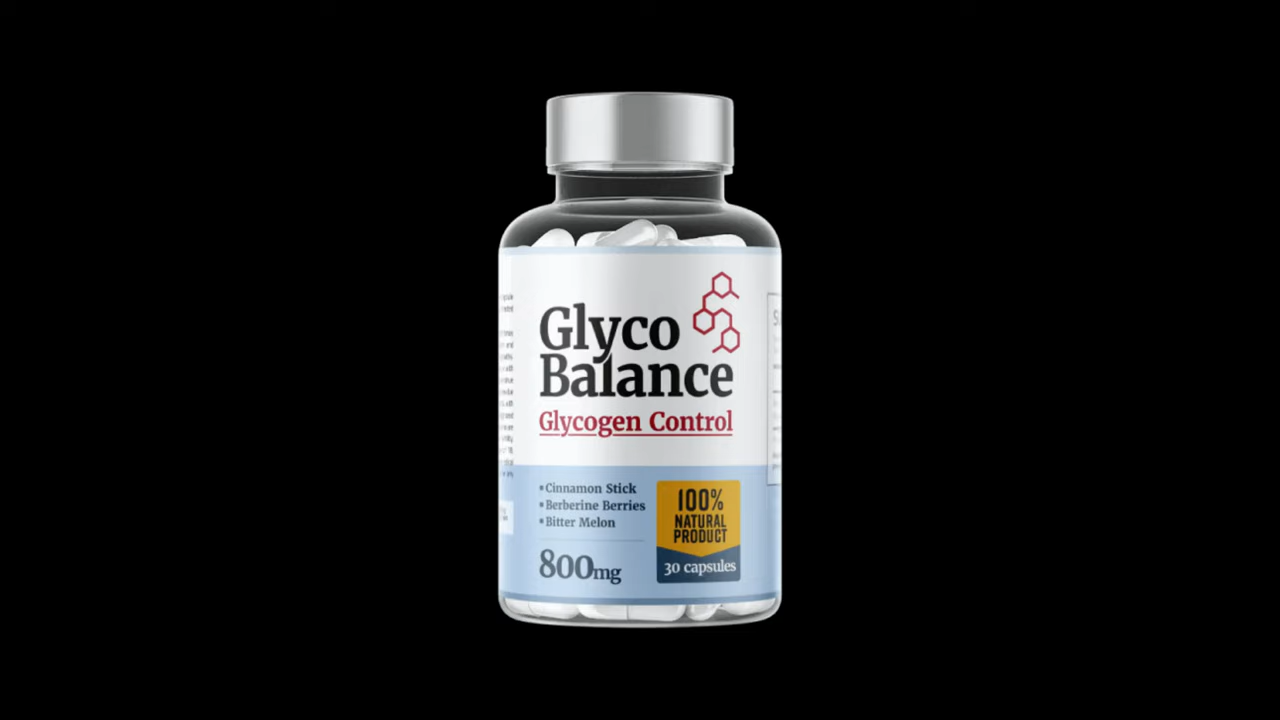 Glyco
Balance
Glycogen Control
▪ Cinnamon Stick
▪ Berberine Berries
▪ Bitter Melon
800mg
100%
NATURAL
PRODUCT
30 capsules